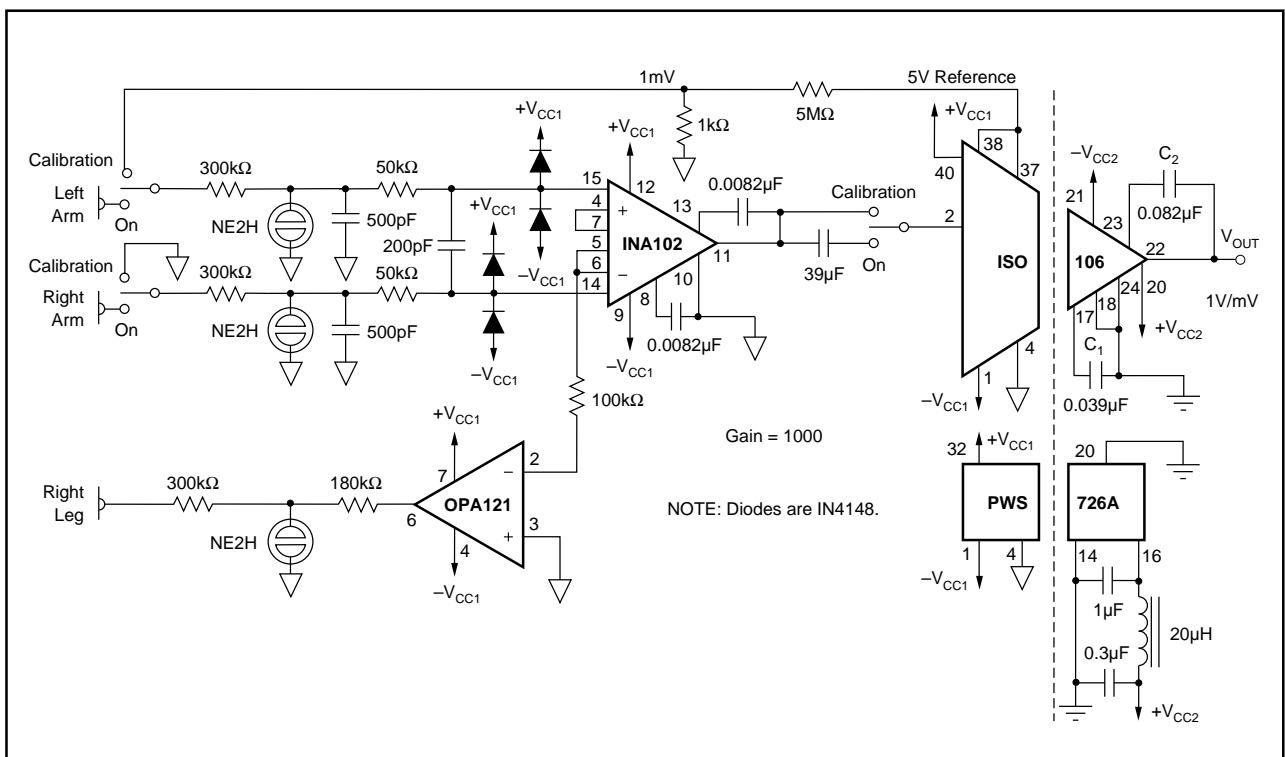 1mV
5V Reference
5MΩ
1kΩ
+VCC1
+VCC1
+VCC1
38
37
40
Calibration
Left
Arm
On
300kΩ
NE2H
500pF
50kΩ
200pF
+VCC1
–VCC1
15
4
7
5
6
14
+
–
12
13
INA102
11
10
8
9
–VCC1
0.0082µF
0.0082µF
39µF
Calibration
On
2
ISO
1
4
–VCC1
–VCC2
21
23
C2
0.082µF
22
VOUT
1V/mV
106
24
20
18
17
+VCC2
C1
0.039µF
Calibration
Right
Arm
On
300kΩ
NE2H
500pF
50kΩ
–VCC1
100kΩ
+VCC1
7
2
–
OPA121
6
3
+
4
–VCC1
Right
Leg
300kΩ
180kΩ
NE2H
Gain = 1000
NOTE: Diodes are IN4148.
32
+VCC1
PWS
1
4
–VCC1
20
726A
14
16
1µF
20µH
0.3µF
+VCC2